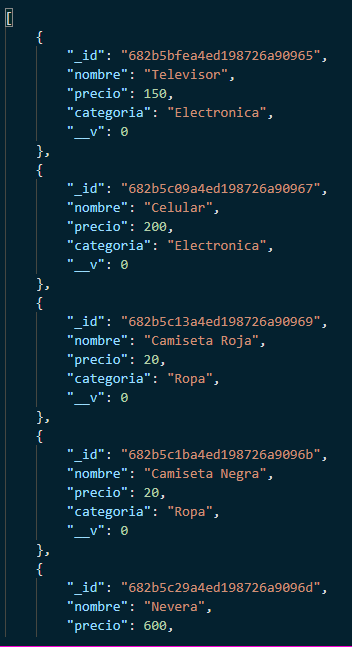 [
{
"_id": "682b5bfea4ed198726a90965",
"nombre": "Televisor",
"precio": 150,
"categoria": "Electronica",
"__v": 0
},
{
"_id": "682b5c09a4ed198726a90967",
"nombre": "Celular",
"precio": 200,
"categoria": "Electronica",
"__v": 0
},
{
"_id": "682b5c13a4ed198726a90969",
"nombre": "Camiseta Roja",
"precio": 20,
"categoria": "Ropa",
"__v": 0
},
{
"_id": "682b5c1ba4ed198726a9096b",
"nombre": "Camiseta Negra",
"precio": 20,
"categoria": "Ropa",
"__v": 0
},
{
"_id": "682b5c29a4ed198726a9096d",
"nombre": "Nevera",
"precio": 600,